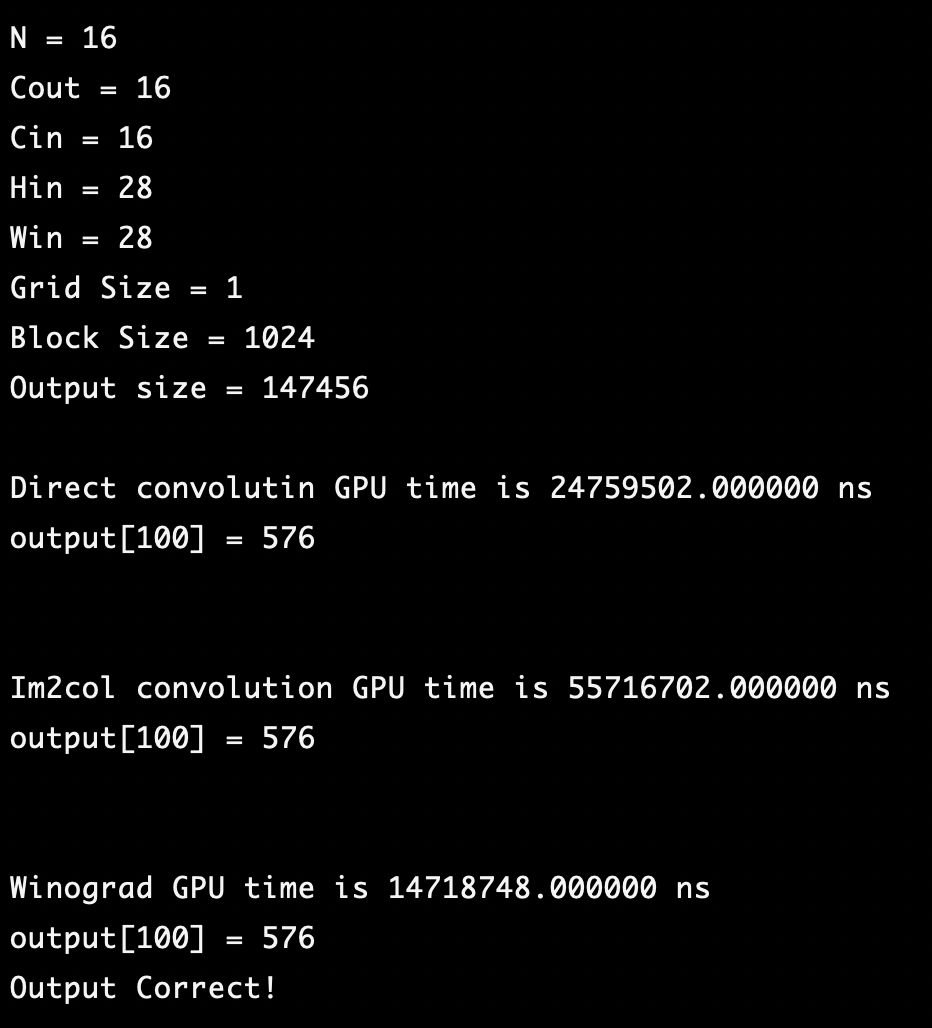 N = 16
Cout = 16
Cin = 16
Hin = 28
Win = 28
Grid Size = 1
Block Size = 1024
Output size = 147456
Direct convolutin GPU time is 24759502.000000 ns
output[100] = 576
Im2col convolution GPU time is 55716702.000000 ns
output[100] = 576
Winograd GPU time is 14718748.000000 ns
output[100] = 576
Output Correct!